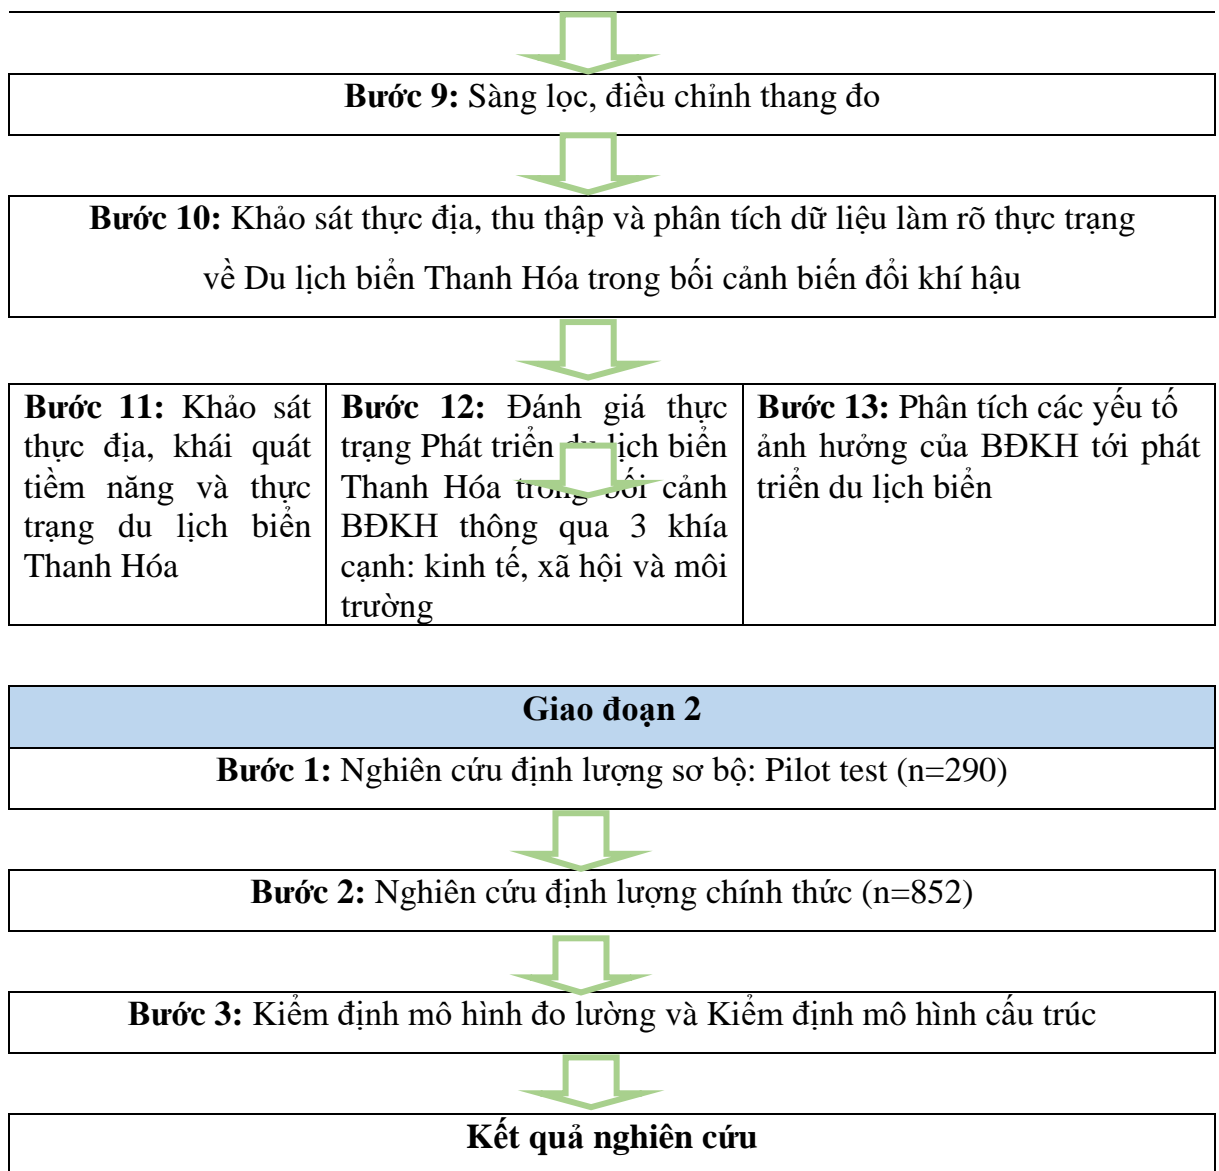 Bước 9: Sàng lọc, điều chỉnh thang đo
Bước 10: Khảo sát thực địa, thu thập và phân tích dữ liệu làm rõ thực trạng
về Du lịch biển Thanh Hóa trong bối cảnh biến đổi khí hậu
Bước 11: Khảo sát
thực địa, khái quát
tiềm năng và thực
trạng du lịch biển
Thanh Hóa
Bước 12: Đánh giá thực
trạng Phát triển du lịch biển
Thanh Hóa trong bối cảnh
BĐKH thông qua 3 khía
cạnh: kinh tế, xã hội và môi
trường
Bước 13: Phân tích các yếu tố
ảnh hưởng của BĐKH tới phát
triển du lịch biển
Giao đoạn 2
Bước 1: Nghiên cứu định lượng sơ bộ: Pilot test (n=290)
Bước 2: Nghiên cứu định lượng chính thức (n=852)
Bước 3: Kiểm định mô hình đo lường và Kiểm định mô hình cấu trúc
Kết quả nghiên cứu